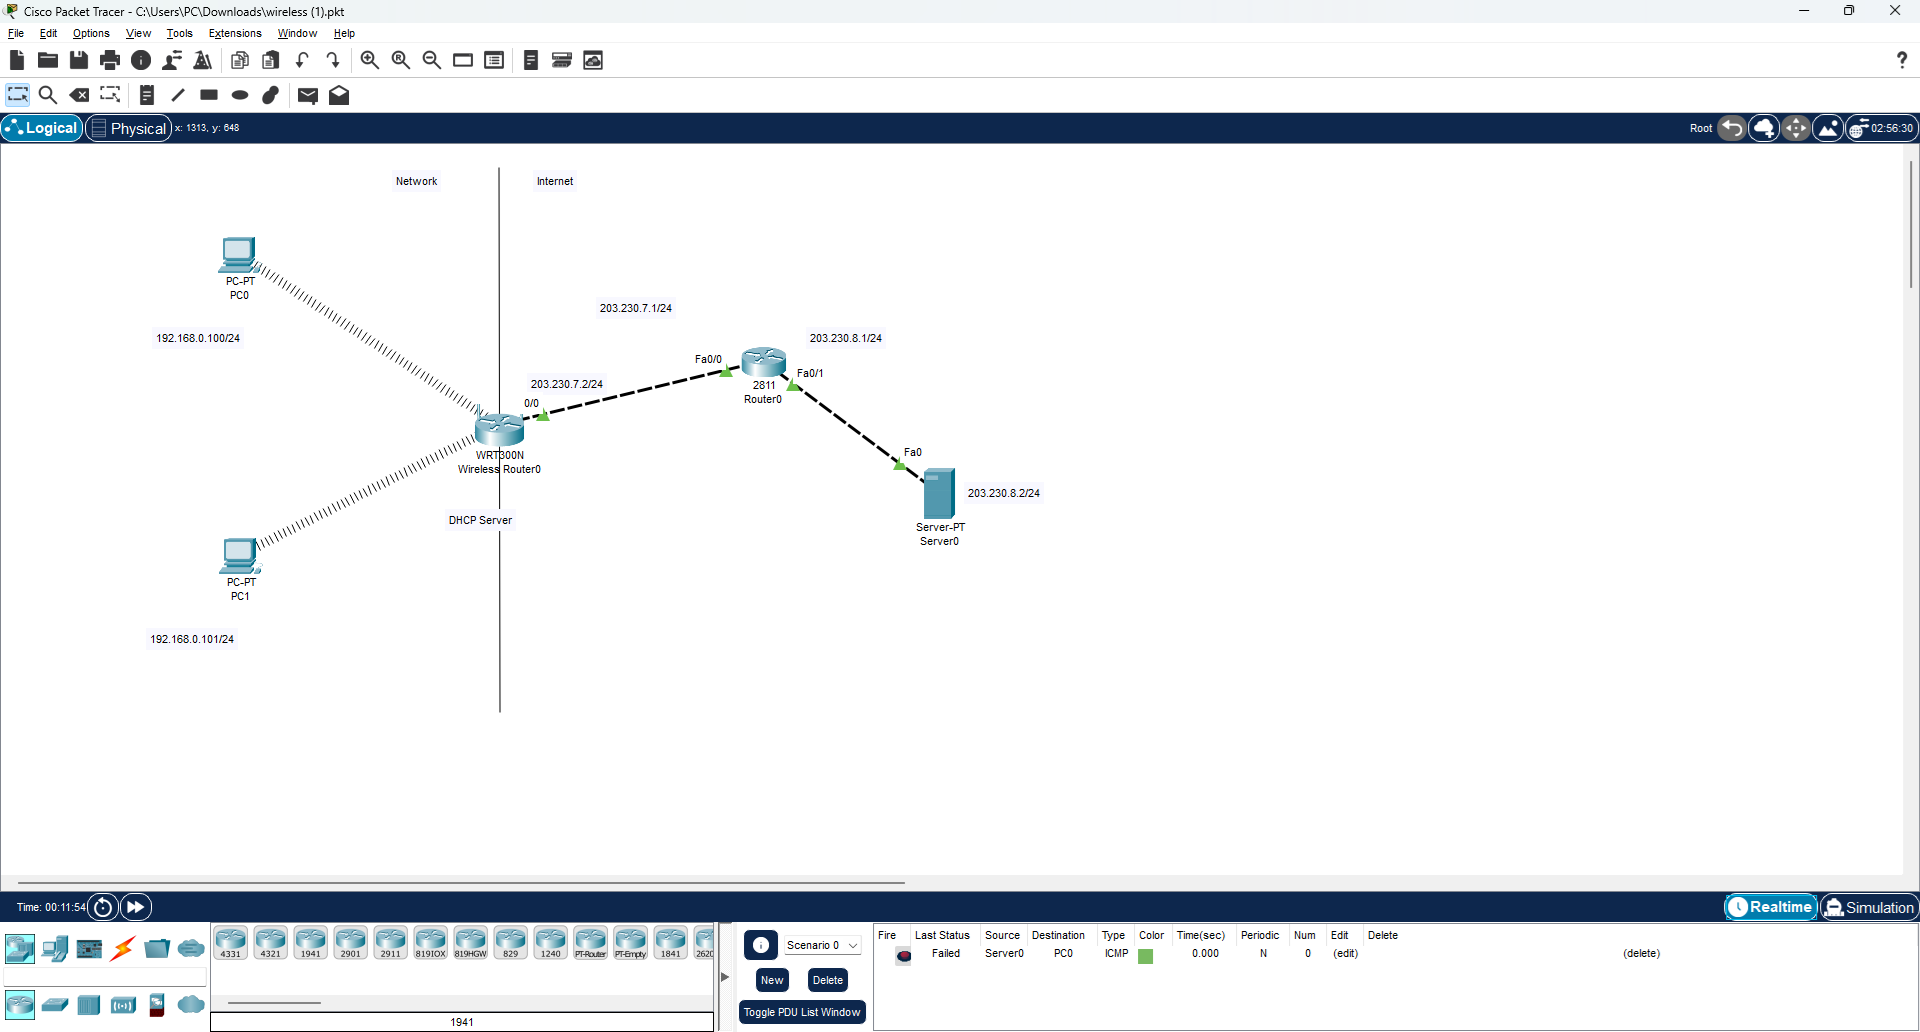 Cisco Packet Tracer - C:\Users\PC\Downloads\wireless (1).pkt
File Edit Options View Tools Extensions Window Help
Logical Physical x: 1313, y: 648 Root 02:56:30
Network Internet
PC-PT
PC0
192.168.0.100/24
203.230.7.1/24
203.230.8.1/24
Fa0/0
Fa0/1
203.230.7.2/24
2811
Router0
0/0
WRT300N
Wireless Router0
Fa0
203.230.8.2/24
DHCP Server
Server-PT
Server0
PC-PT
PC1
192.168.0.101/24
Time: 00:11:54 Realtime Simulation
4331 4321 1941 2901 2911 819IOX 819HGW 829 1240 PT-Router PT-Empty 1841 2620
1941
Scenario 0
New Delete
Toggle PDU List Window
Fire Last Status Source Destination Type Color Time(sec) Periodic Num Edit Delete
Failed Server0 PC0 ICMP 0.000 N 0 (edit) (delete)